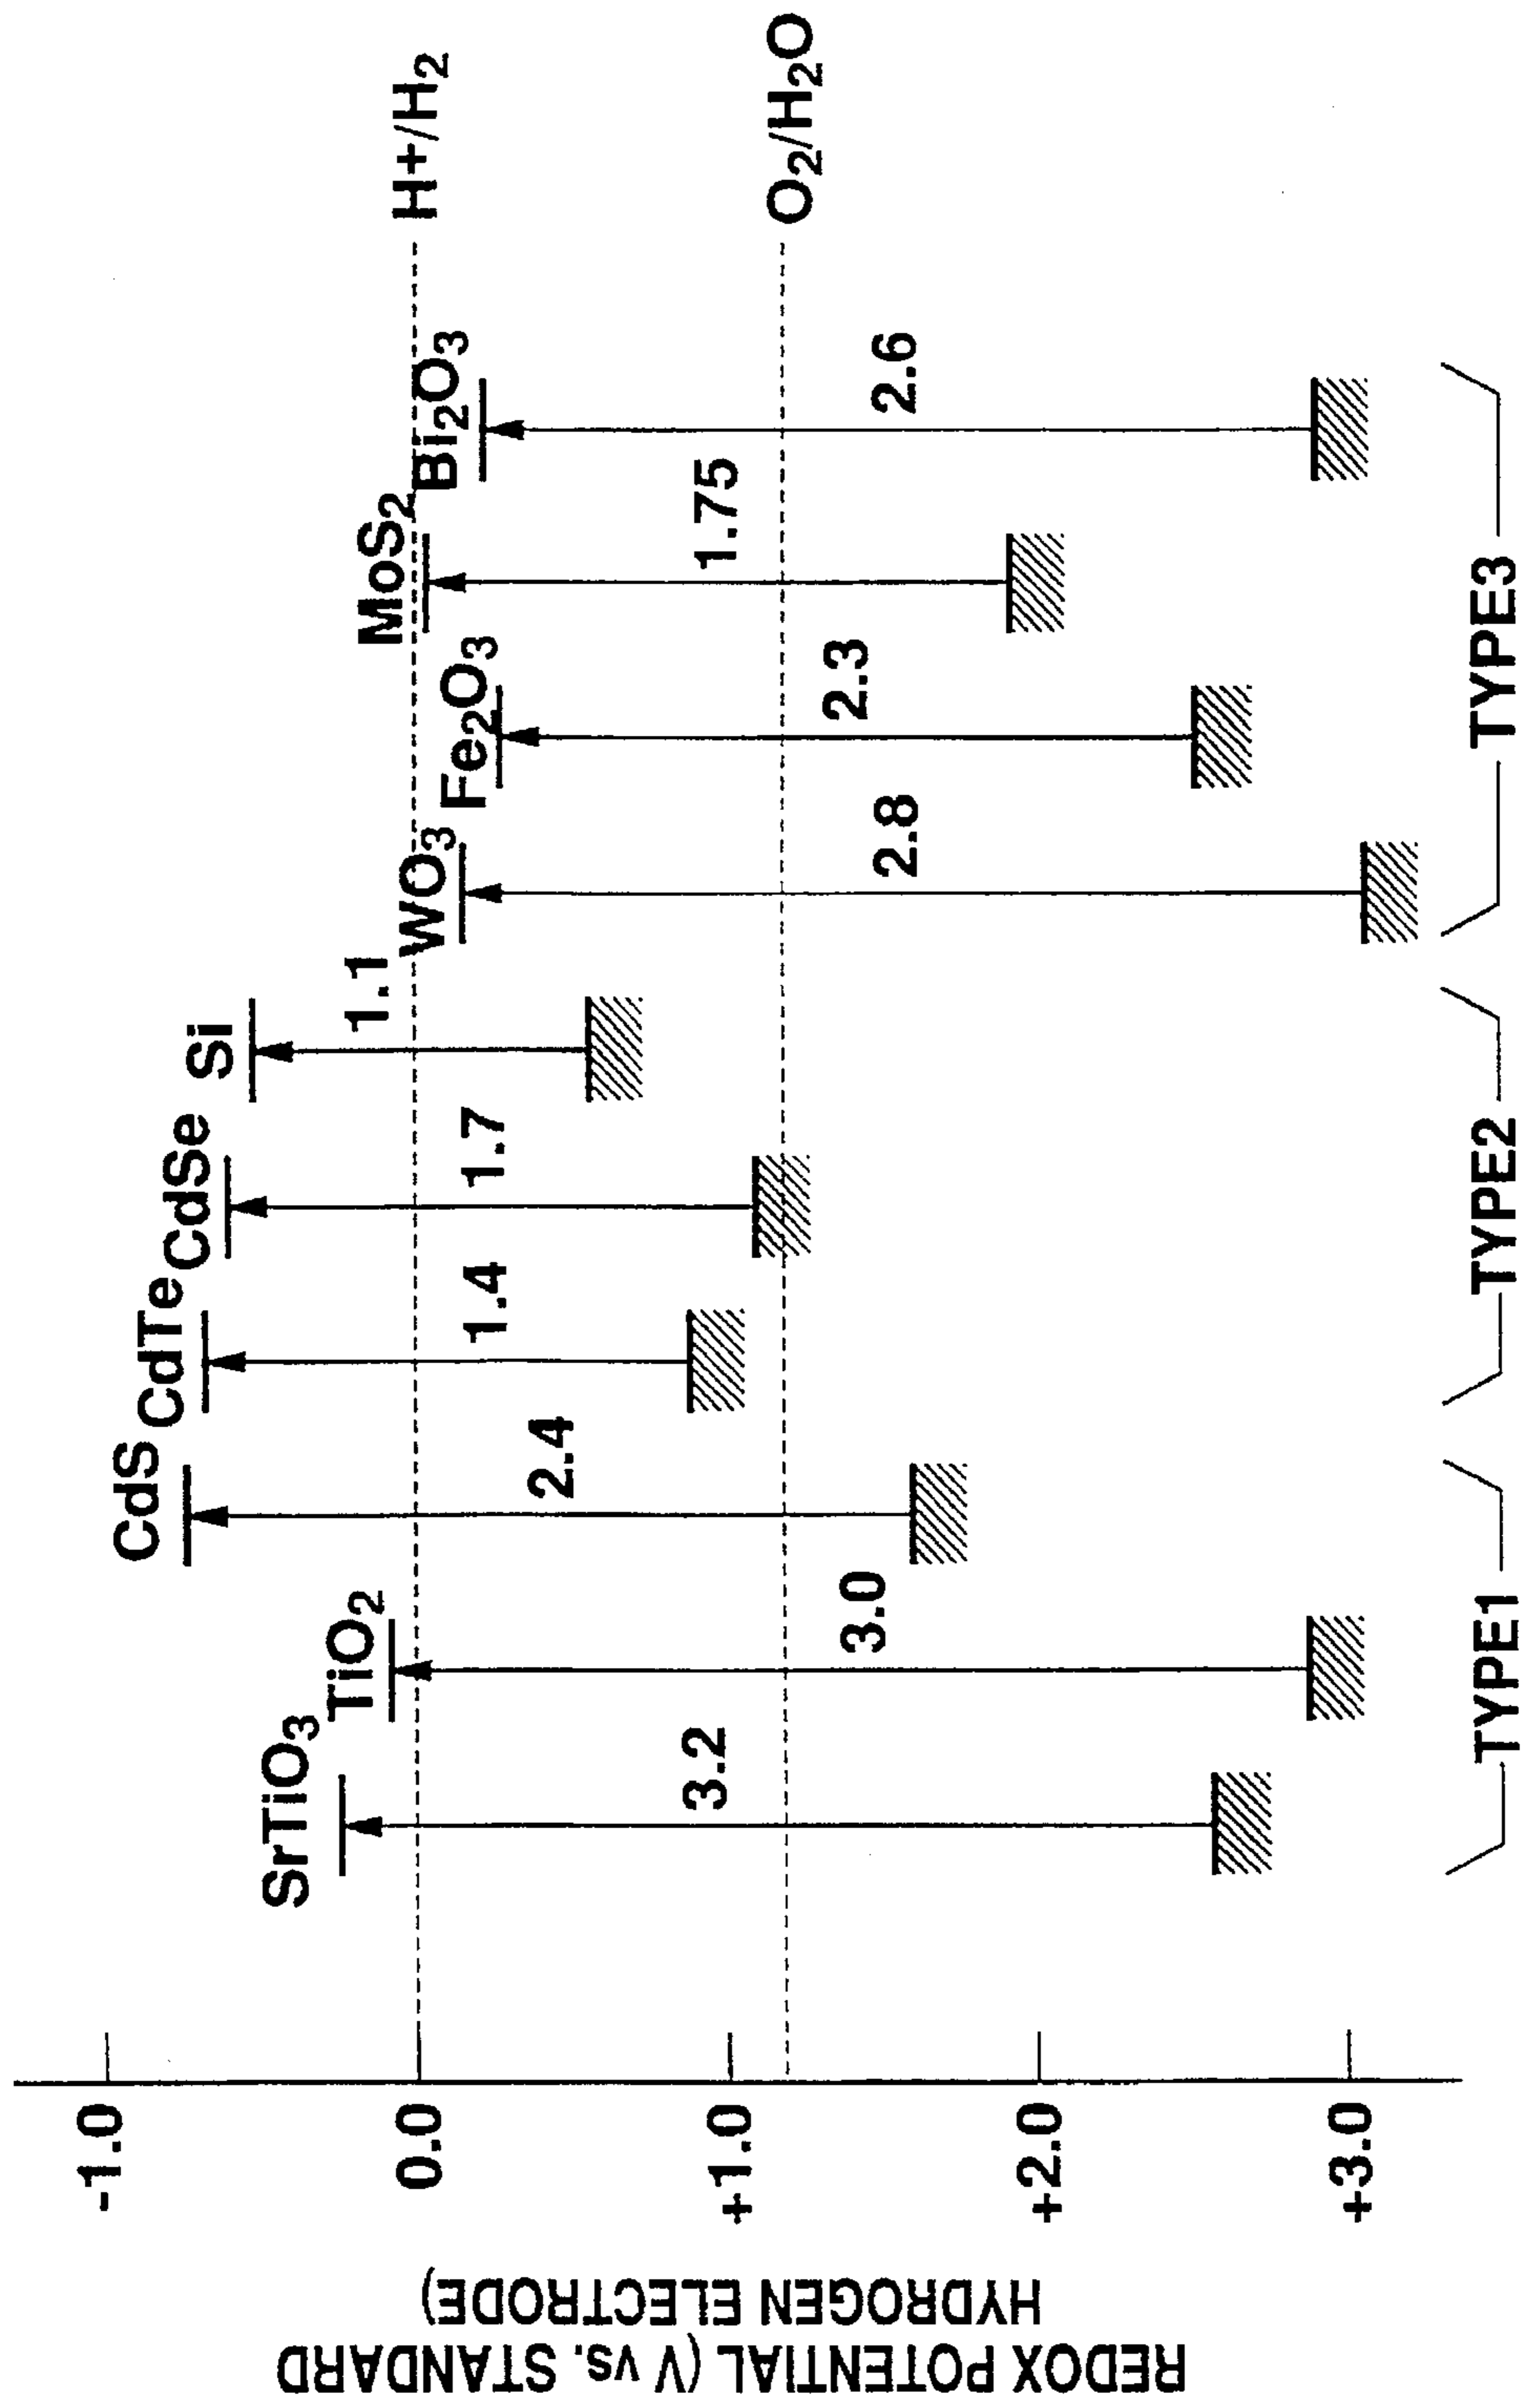 REDOX POTENTIAL (V vs. STANDARD
HYDROGEN ELECTRODE)
-1.0
0.0
+1.0
+2.0
+3.0
SrTiO3
TiO2
CdS
CdTe
CdSe
Si
WO3
Fe2O3
MoS2
Bi2O3
H+/H2
O2/H2O
3.2
3.0
2.4
1.4
1.7
1.1
2.8
2.3
1.75
2.6
TYPE1
TYPE2
TYPE3